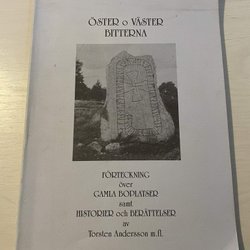 ÖSTER o VÄSTER
BITTERNA
FÖRTECKNING
över
GAMLA BOPLATSER
samt
HISTORIER och BERÄTTELSER
av
Torsten Andersson m.fl.